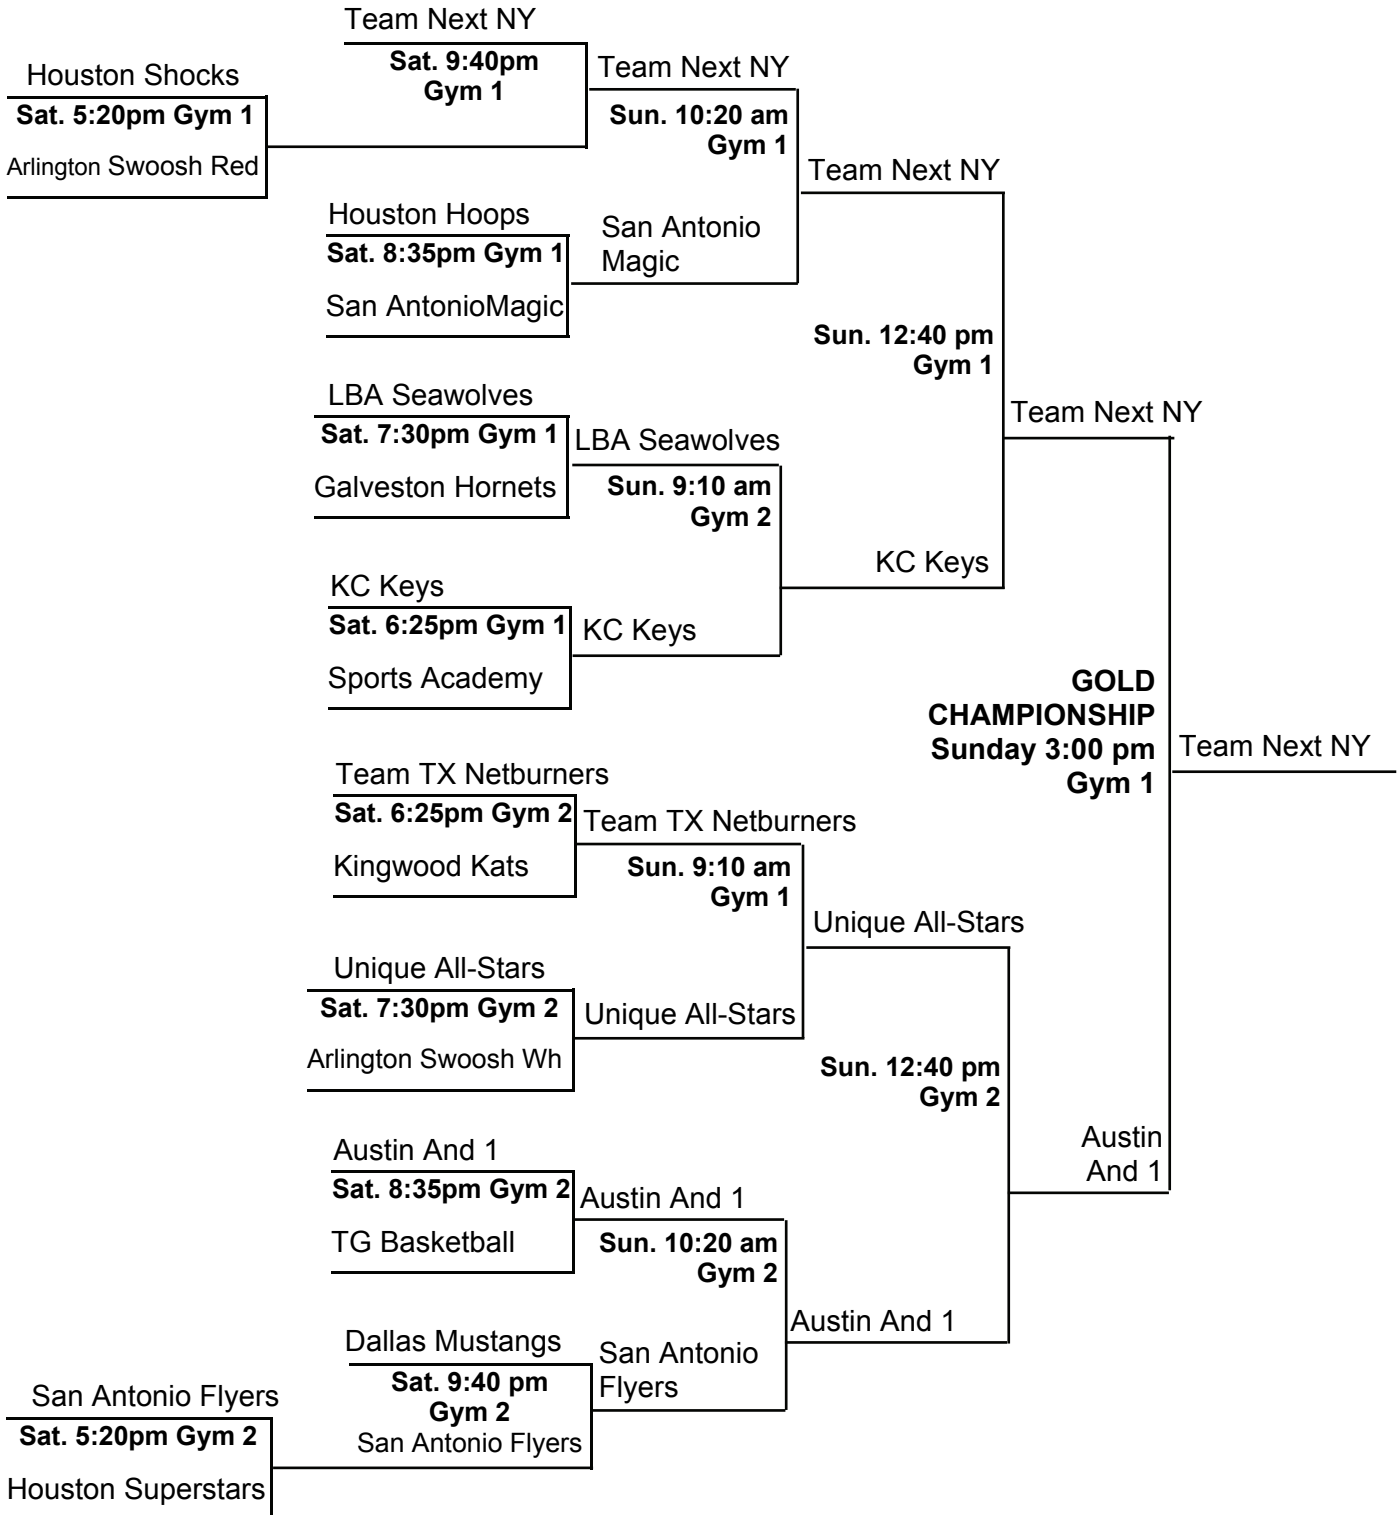 Team Next NY
Sat. 9:40pm
Gym 1
Houston Shocks
Sat. 5:20pm Gym 1
Arlington Swoosh Red
Team Next NY
Sun. 10:20 am
Gym 1
Team Next NY
Houston Hoops
Sat. 8:35pm Gym 1
San AntonioMagic
San Antonio
Magic
Sun. 12:40 pm
Gym 1
LBA Seawolves
Sat. 7:30pm Gym 1
Galveston Hornets
LBA Seawolves
Sun. 9:10 am
Gym 2
Team Next NY
KC Keys
KC Keys
Sat. 6:25pm Gym 1
Sports Academy
KC Keys
GOLD
CHAMPIONSHIP
Sunday 3:00 pm
Gym 1
Team Next NY
Team TX Netburners
Sat. 6:25pm Gym 2
Kingwood Kats
Team TX Netburners
Sun. 9:10 am
Gym 1
Unique All-Stars
Unique All-Stars
Sat. 7:30pm Gym 2
Arlington Swoosh Wh
Unique All-Stars
Sun. 12:40 pm
Gym 2
Austin
And 1
Austin And 1
Sat. 8:35pm Gym 2
TG Basketball
Austin And 1
Sun. 10:20 am
Gym 2
Austin And 1
Dallas Mustangs
Sat. 9:40 pm
Gym 2
San Antonio Flyers
San Antonio
Flyers
San Antonio Flyers
Sat. 5:20pm Gym 2
Houston Superstars